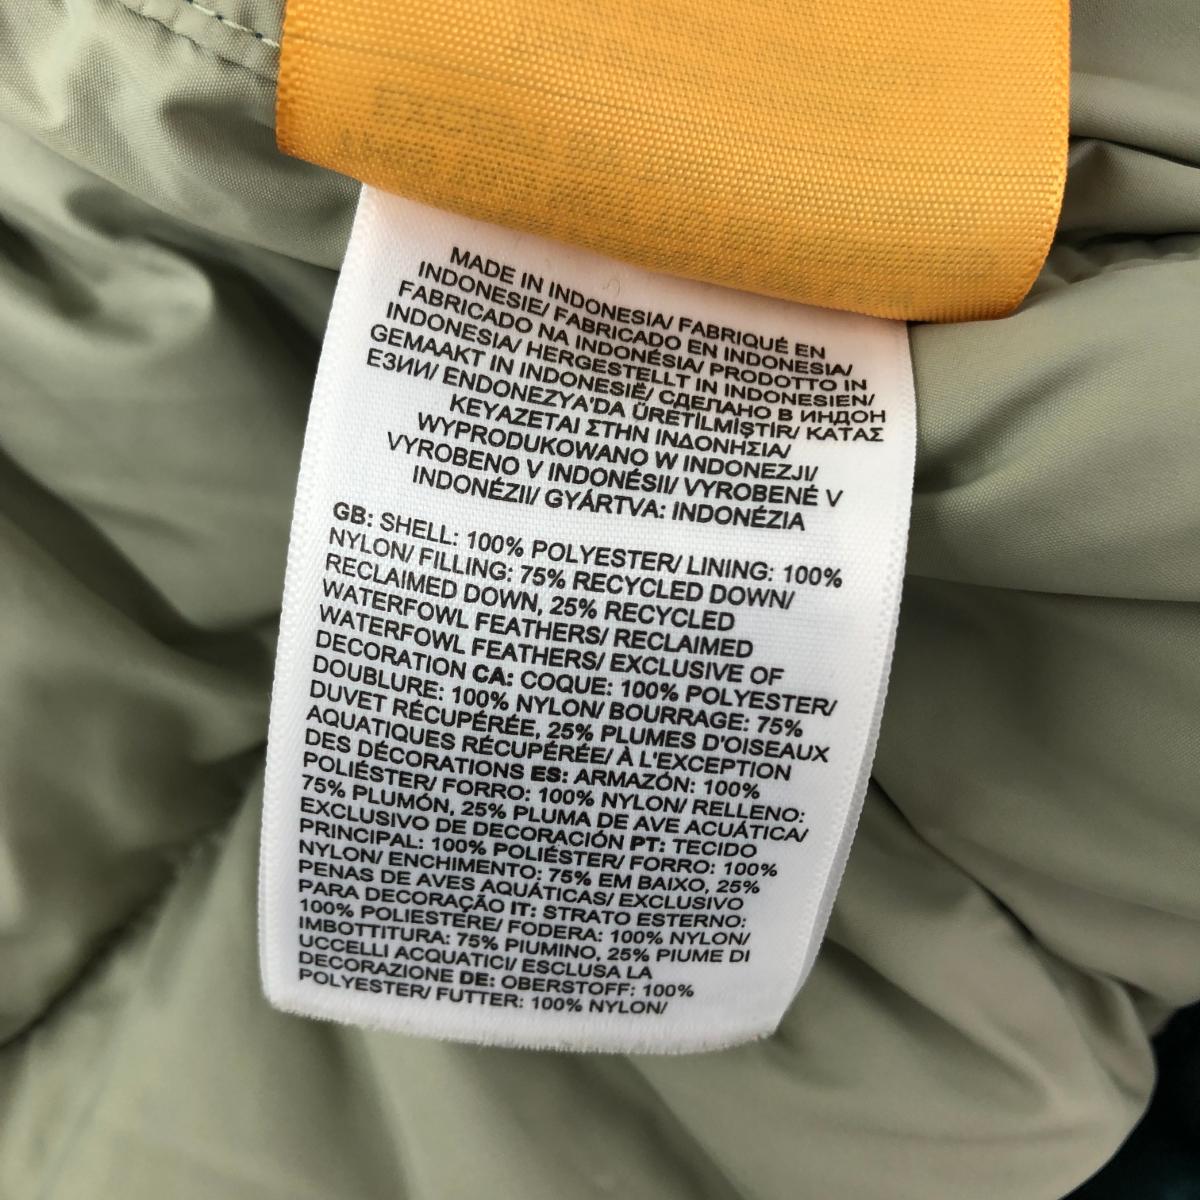 MADE IN INDONESIA/ FABRIQUÉ EN
INDONESIE/ FABRICADO EN INDONESIA/
FABRICADO NA INDONÉSIA/ PRODOTTO IN
INDONESIA/ HERGESTELLT IN INDONESIEN/
GEMAAKT IN INDONESIË/ СДЕЛАНО В ИНДОН
ЕЗИИ/ ENDONEZYA'DA ÜRETİLMİŞTİR/ ΚΑΤΑΣ
ΚΕΥΑΖΕΤΑΙ ΣΤΗΝ ΙΝΔΟΝΗΣΙΑ/
WYPRODUKOWANO W INDONEZJI/
VYROBENO V INDONÉSII/ VYROBENÉ V
INDONÉZII/ GYÁRTVA: INDONÉZIA
GB: SHELL: 100% POLYESTER/ LINING: 100%
NYLON/ FILLING: 75% RECYCLED DOWN/
RECLAIMED DOWN, 25% RECYCLED
WATERFOWL FEATHERS/ RECLAIMED
WATERFOWL FEATHERS/ EXCLUSIVE OF
DECORATION CA: COQUE: 100% POLYESTER/
DOUBLURE: 100% NYLON/ BOURRAGE: 75%
DUVET RÉCUPÉRÉE, 25% PLUMES D'OISEAUX
AQUATIQUES RÉCUPÉRÉE/ À L'EXCEPTION
DES DÉCORATIONS ES: ARMAZÓN: 100%
POLIÉSTER/ FORRO: 100% NYLON/ RELLENO:
75% PLUMÓN, 25% PLUMA DE AVE ACUÁTICA/
EXCLUSIVO DE DECORACIÓN PT: TECIDO
PRINCIPAL: 100% POLIÉSTER/ FORRO: 100%
NYLON/ ENCHIMENTO: 75% EM BAIXO, 25%
PENAS DE AVES AQUÁTICAS/ EXCLUSIVO
PARA DECORAÇÃO IT: STRATO ESTERNO:
100% POLIESTERE/ FODERA: 100% NYLON/
IMBOTTITURA: 75% PIUMINO, 25% PIUME DI
UCCELLI ACQUATICI/ ESCLUSA LA
DECORAZIONE DE: OBERSTOFF: 100%
POLYESTER/ FUTTER: 100% NYLON/